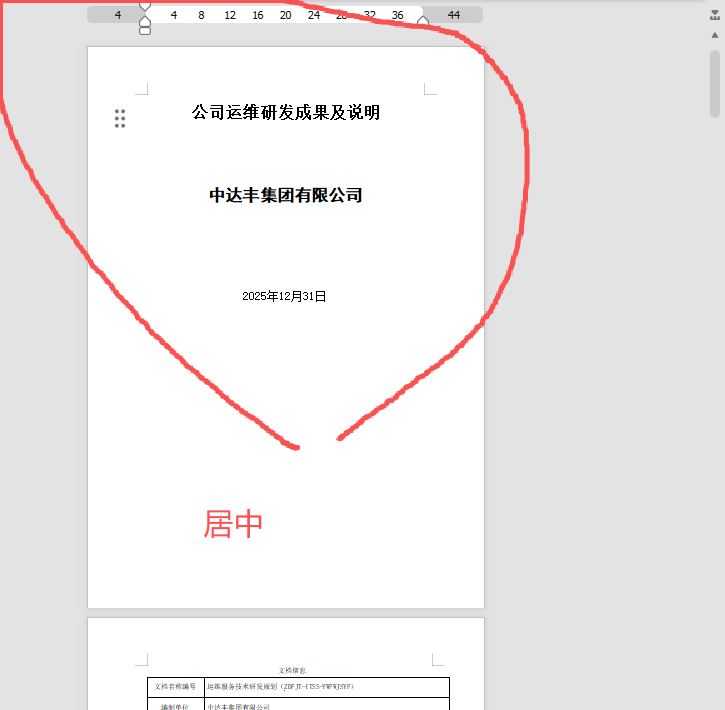 4 4 8 12 16 20 24 28 32 36 44
公司运维研发成果及说明
中达丰集团有限公司
2025年12月31日
居中
文档信息
文档名称编号 运维服务技术研发规划（ZDFJT-ITSS-YWFWJSYF）
编制单位 中达丰集团有限公司